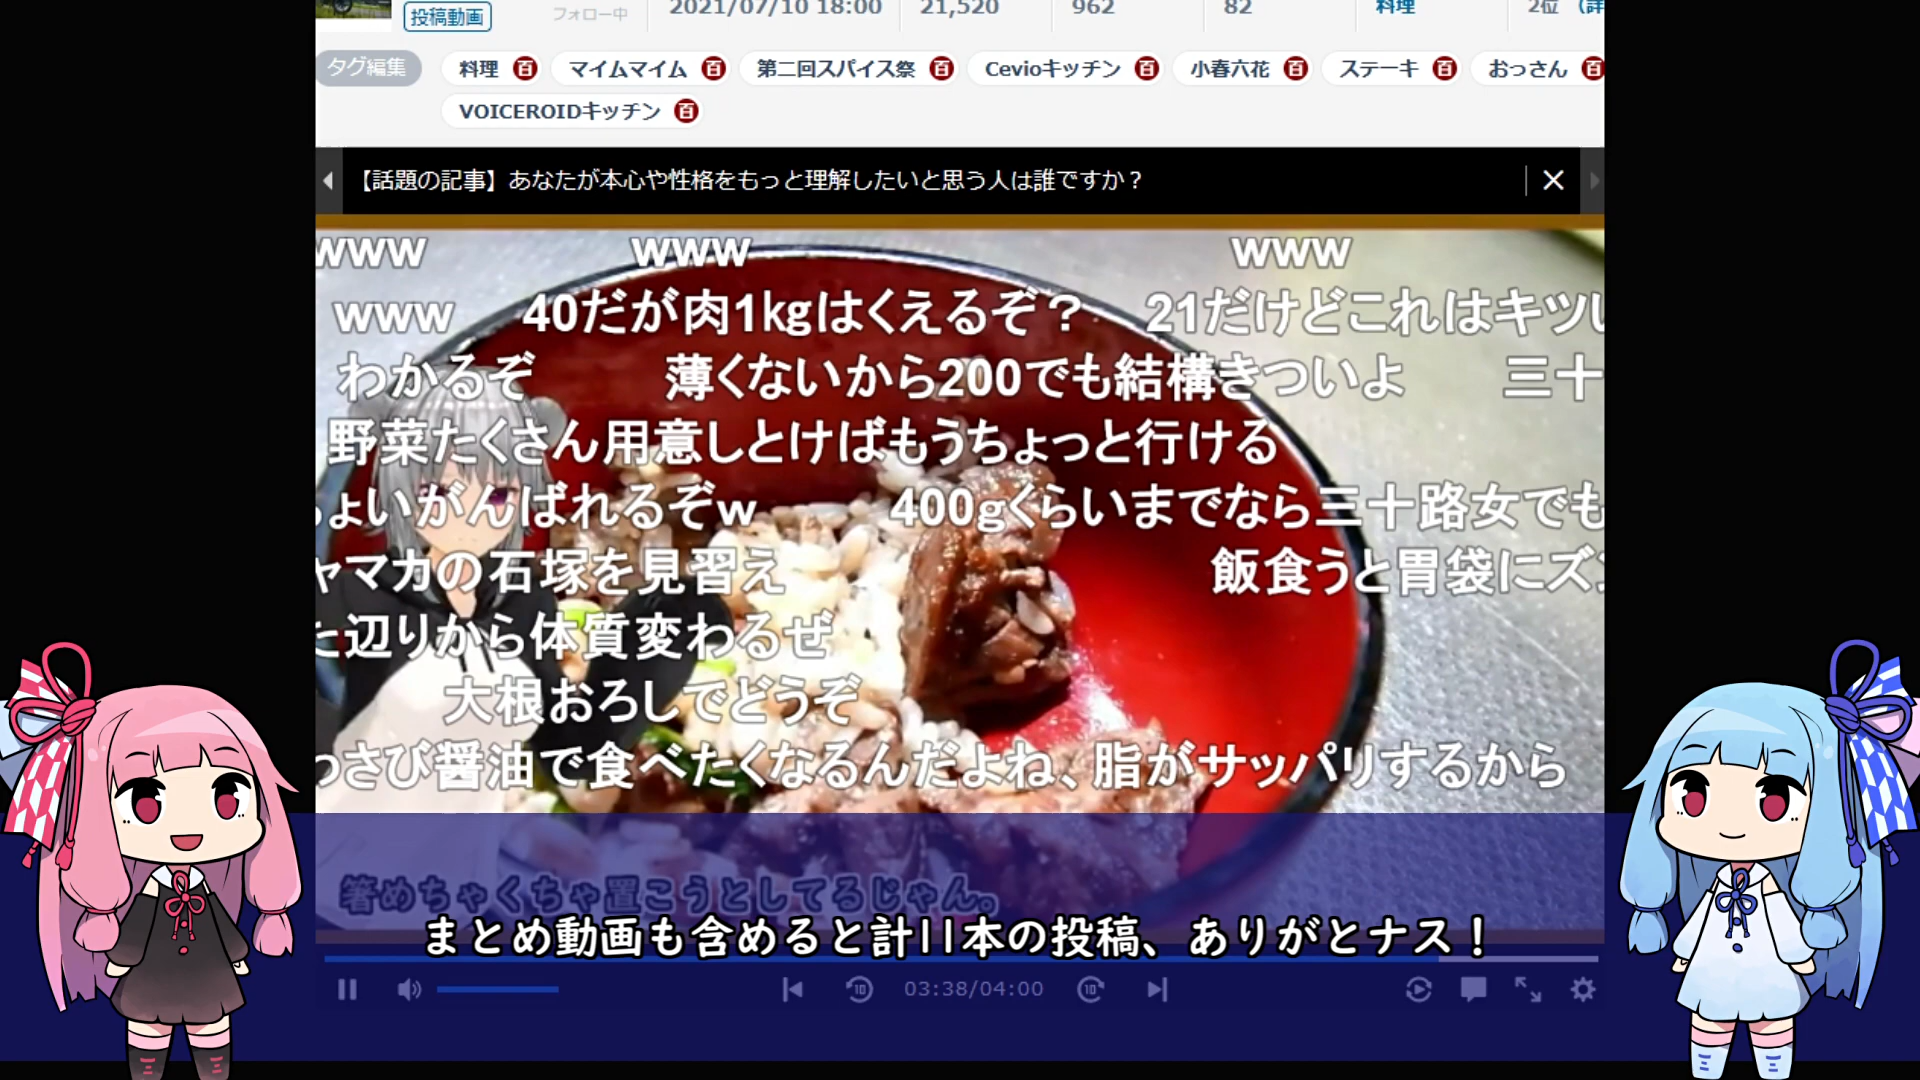 投稿動画
フォロー中
2021/07/10 18:00
21,520
962
82
料理
2位 （詳
タグ編集
料理 百 マイムマイム 百 第二回スパイス祭 百 Cevioキッチン 百 小春六花 百 ステーキ 百 おっさん 百
VOICEROIDキッチン 百
【話題の記事】あなたが本心や性格をもっと理解したいと思う人は誰ですか？
www www www
www 40だが肉1kgはくえるぞ？ 21だけどこれはキツい
わかるぞ 薄くないから200でも結構きついよ 三十
野菜たくさん用意しとけばもうちょっと行ける
ょいがんばれるぞw 400gくらいまでなら三十路女でも
ャマカの石塚を見習え 飯食うと胃袋にズ
た辺りから体質変わるぜ
大根おろしでどうぞ
わさび醤油で食べたくなるんだよね、脂がサッパリするから
箸めちゃくちゃ置こうとしてるじゃん。
まとめ動画も含めると計11本の投稿、ありがとナス！
10 03:38/04:00 10